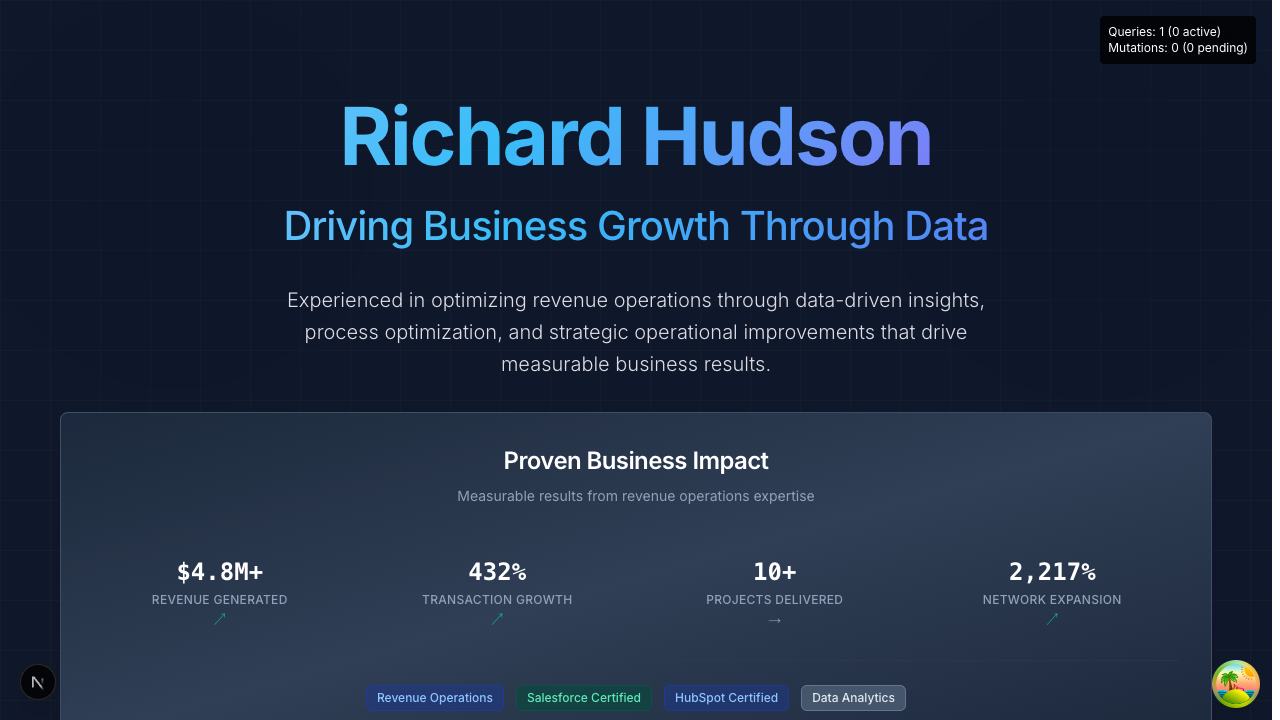 Queries: 1 (0 active)
Mutations: 0 (0 pending)
Richard Hudson
Driving Business Growth Through Data
Experienced in optimizing revenue operations through data-driven insights,
process optimization, and strategic operational improvements that drive
measurable business results.
Proven Business Impact
Measurable results from revenue operations expertise
$4.8M+ 432% 10+ 2,217%
REVENUE GENERATED TRANSACTION GROWTH PROJECTS DELIVERED NETWORK EXPANSION
↗ ↗ → ↗
N
Revenue Operations Salesforce Certified HubSpot Certified Data Analytics